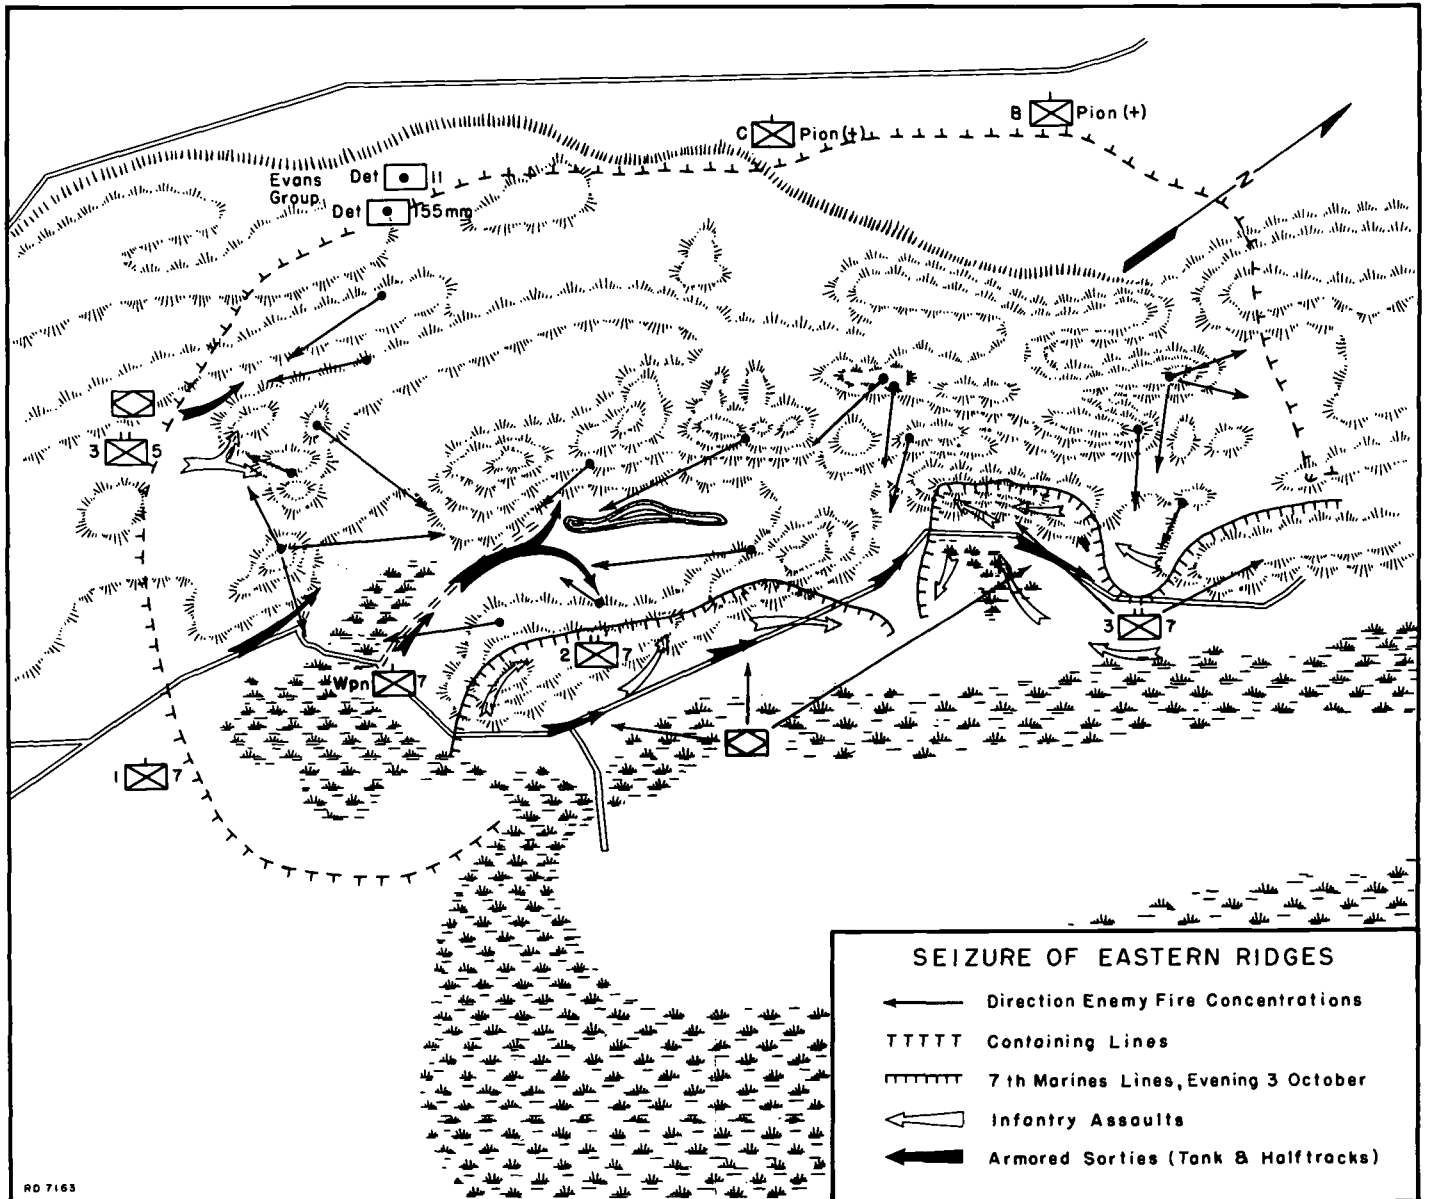 B Pion (+)
C Pion (+)
Det 11
Evans
Group
Det 155mm
N
3 5
3 7
2 7
Wpn 7
1 7
SEIZURE OF EASTERN RIDGES
Direction Enemy Fire Concentrations
TTTTT Containing Lines
7th Marines Lines, Evening 3 October
Infantry Assaults
Armored Sorties (Tank & Halftracks)
RD 7163